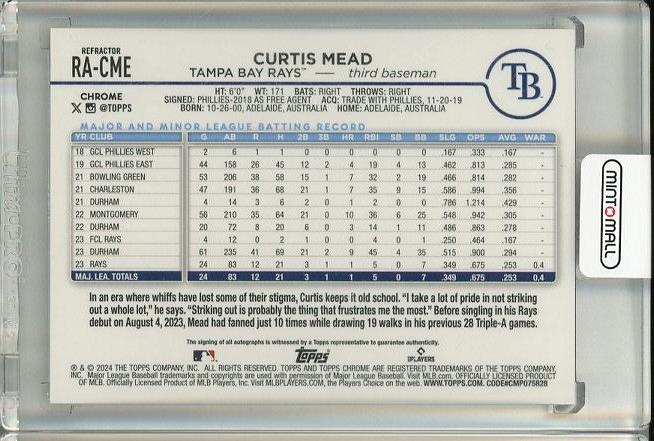 REFRACTOR
RA-CME
CURTIS MEAD
TAMPA BAY RAYS™ — third baseman
TB
CHROME
X @TOPPS
HT: 6'0" WT: 171 BATS: RIGHT THROWS: RIGHT
SIGNED: PHILLIES-2018 AS FREE AGENT ACQ: TRADE WITH PHILLIES, 11-20-19
BORN: 10-26-00, ADELAIDE, AUSTRALIA HOME: ADELAIDE, AUSTRALIA
MAJOR AND MINOR LEAGUE BATTING RECORD
YR CLUB G AB R H 2B 3B HR RBI SB BB SLG OPS AVG WAR
18 GCL PHILLIES WEST 2 6 1 1 0 0 0 0 0 0 .167 .333 .167 -
19 GCL PHILLIES EAST 44 158 26 45 12 2 4 19 4 13 .462 .813 .285 -
21 BOWLING GREEN 53 206 38 58 15 1 7 32 2 19 .466 .814 .282 -
21 CHARLESTON 47 191 36 68 21 1 7 35 9 15 .586 .994 .356 -
21 DURHAM 4 14 3 6 2 0 1 2 0 0 .786 1.214 .429 -
22 MONTGOMERY 56 210 35 64 21 0 10 36 6 25 .548 .942 .305 -
22 DURHAM 20 72 8 20 6 0 3 14 1 11 .486 .863 .278 -
23 FCL RAYS 4 12 0 2 1 0 0 4 0 1 .250 .464 .167 -
23 DURHAM 61 235 41 69 21 2 9 45 4 35 .515 .900 .294 -
23 RAYS 24 83 12 21 3 1 1 5 0 7 .349 .675 .253 0.4
MAJ. LEA. TOTALS 24 83 12 21 3 1 1 5 0 7 .349 .675 .253 0.4
In an era where whiffs have lost some of their stigma, Curtis keeps it old school. "I take a lot of pride in not striking
out a whole lot," he says. "Striking out is probably the thing that frustrates me the most." Before singling in his Rays
debut on August 4, 2023, Mead had fanned just 10 times while drawing 19 walks in his previous 28 Triple-A games.
The signing of all autographs is witnessed by a Topps and Topps representative to guarantee authenticity.
Topps
PLAYERS
® & © 2024 THE TOPPS COMPANY, INC. ALL RIGHTS RESERVED. TOPPS AND TOPPS CHROME ARE REGISTERED TRADEMARKS OF THE TOPPS COMPANY,
INC. Major League Baseball trademarks and copyrights are used with permission of Major League Baseball. Visit MLB.com. OFFICIALLY LICENSED PRODUCT
OF MLB. Officially Licensed Product of MLB Players, Inc. Visit MLBPLAYERS.COM, the Players Choice on the web. WWW.TOPPS.COM. CODE#CMP075828
MINT MALL